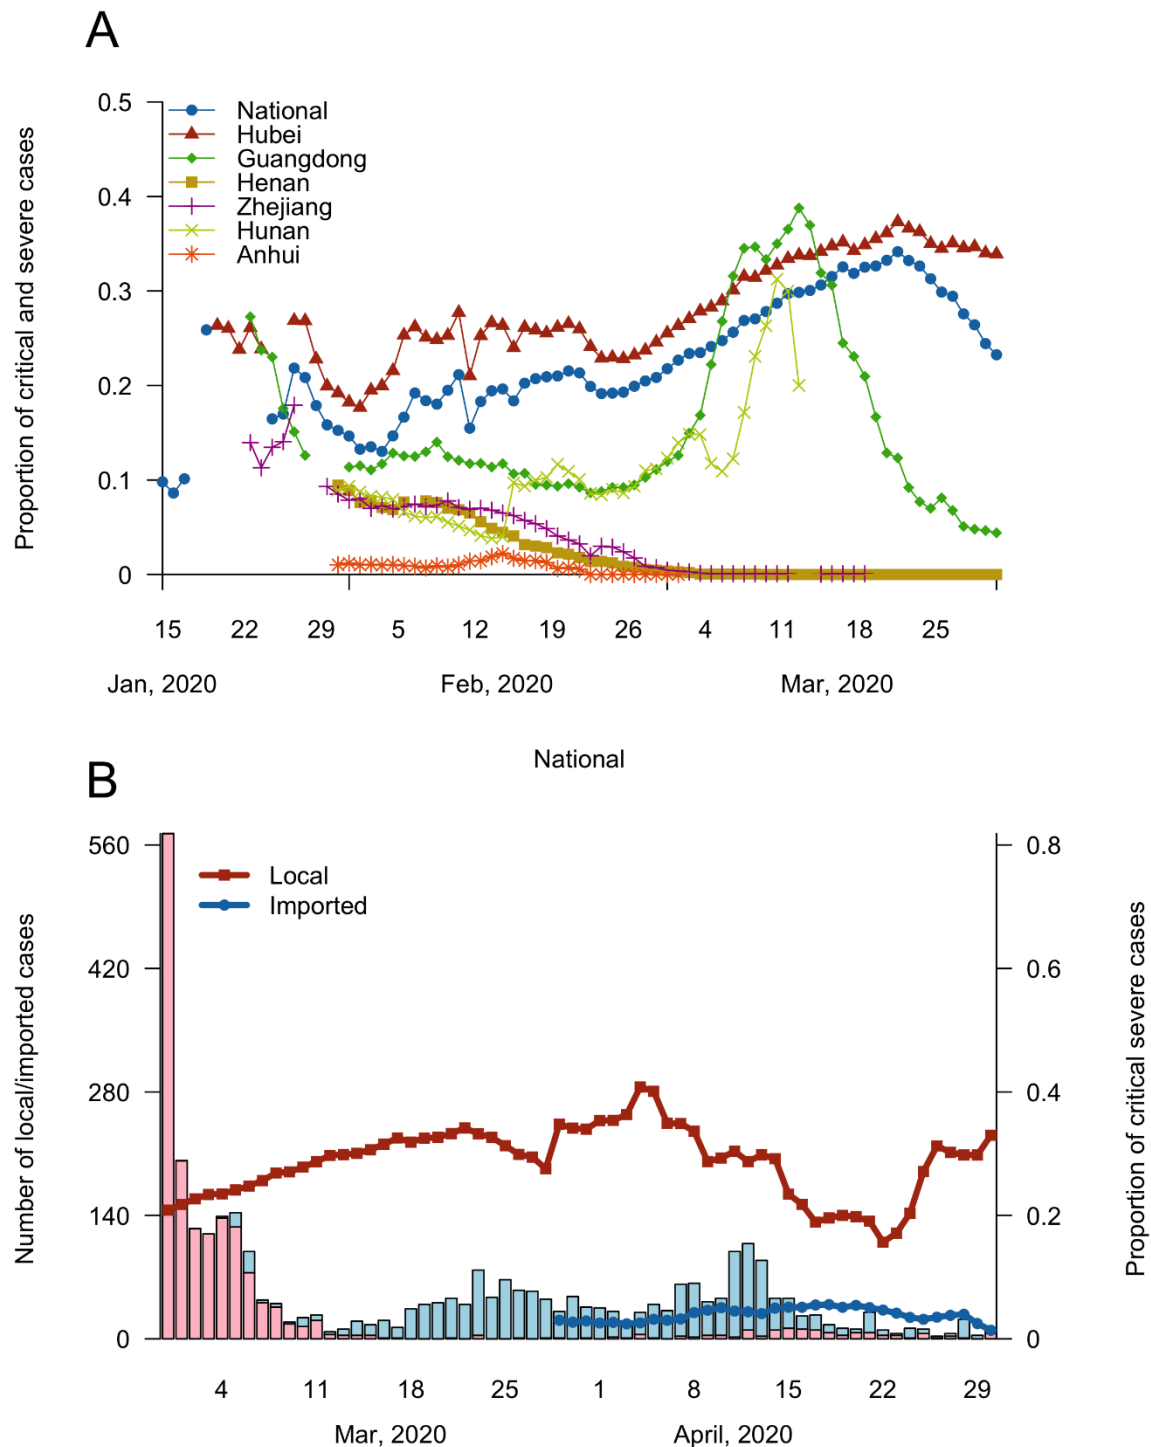 A
Proportion of critical and severe cases
0.5
0.4
0.3
0.2
0.1
0
National
Hubei
Guangdong
Henan
Zhejiang
Hunan
Anhui
15 22 29 5 12 19 26 4 11 18 25
Jan, 2020 Feb, 2020 Mar, 2020
National
B
Number of local/imported cases
560
420
280
140
0
Local
Imported
0.8
0.6
0.4
0.2
0
Proportion of critical severe cases
4 11 18 25 1 8 15 22 29
Mar, 2020 April, 2020